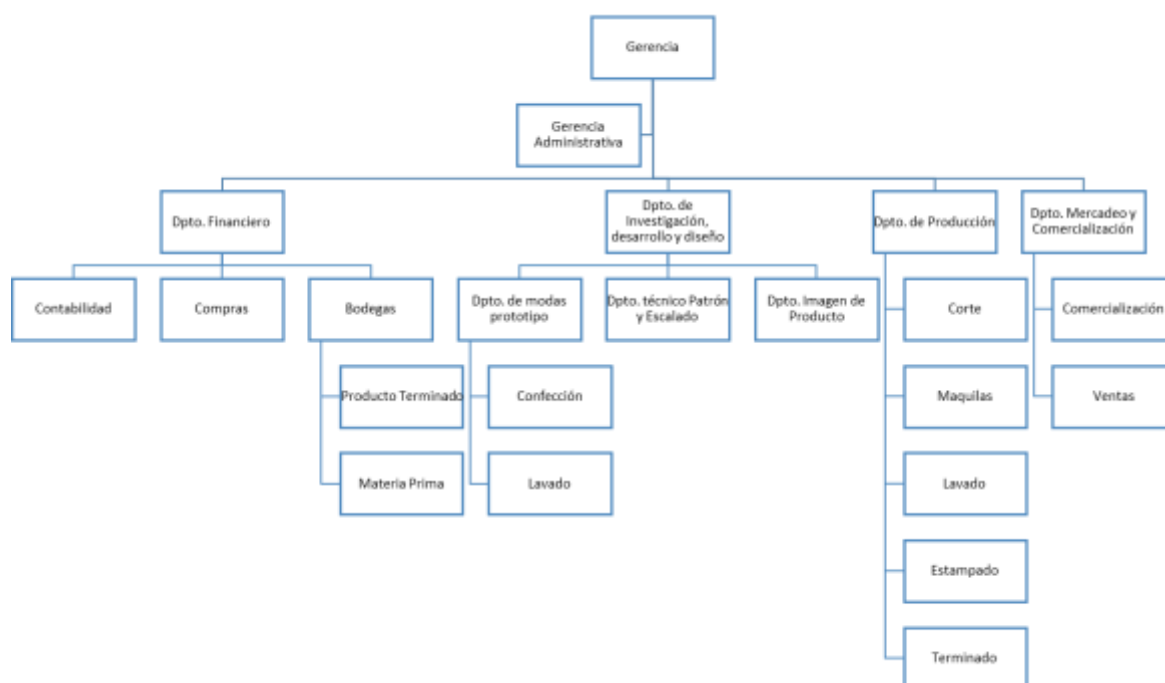 Gerencia
Gerencia
Administrativa
Dpto. Financiero
Dpto. de
Investigación,
desarrollo y diseño
Dpto. de Producción
Dpto. Mercadeo y
Comercialización
Contabilidad
Compras
Bodegas
Dpto. de modas
prototipo
Dpto. técnico Patrón
y Escalado
Dpto. Imagen de
Producto
Corte
Comercialización
Producto Terminado
Confección
Maquilas
Ventas
Materia Prima
Lavado
Lavado
Estampado
Terminado